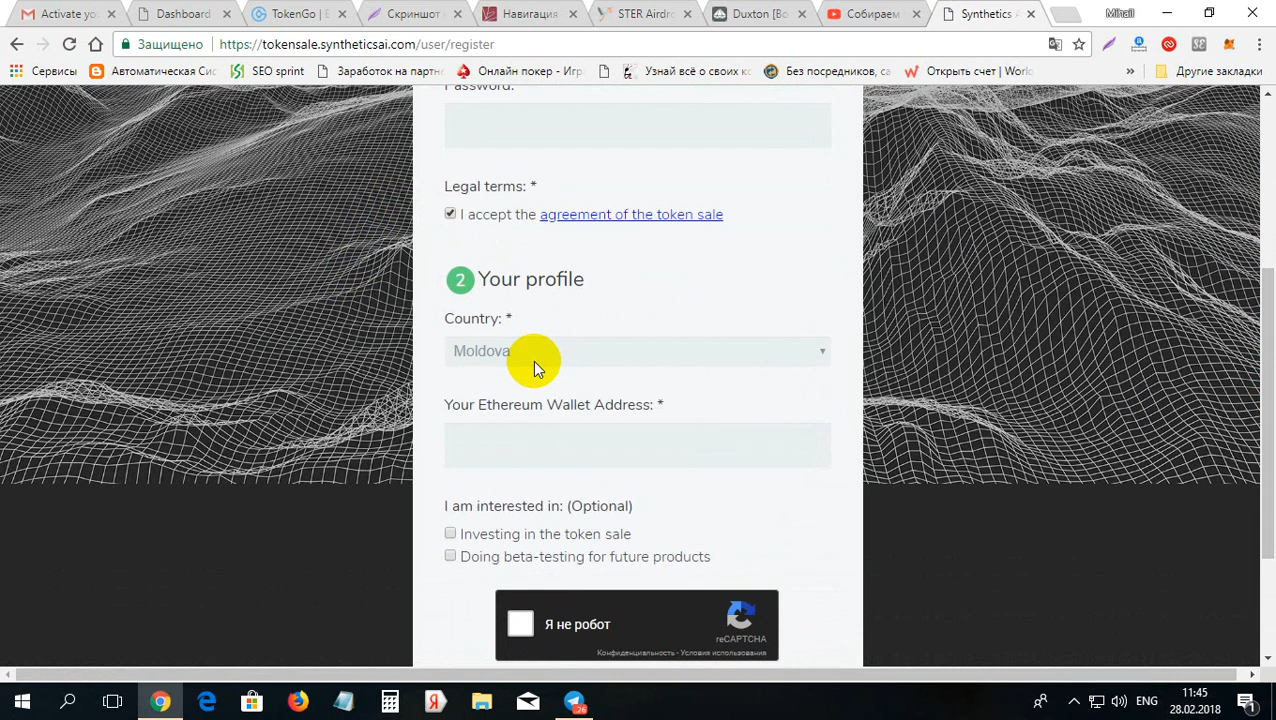 Activate yo
Dashboard
TokenGo | E
Скриншот
Навигация
STER Airdro
Duxton [Bo
Собираем
Synthetics A
Mihail
Защищено
https://tokensale.syntheticsai.com/user/register
Сервисы
Автоматическая Сис
SEO sprint
Заработок на партн
Онлайн покер - Игр
Узнай всё о своих ко
Без посредников, са
Открыть счет | Worl
»
Другие закладки
Password:
Legal terms: *
I accept the agreement of the token sale
2 Your profile
Country: *
Moldova
Your Ethereum Wallet Address: *
I am interested in: (Optional)
Investing in the token sale
Doing beta-testing for future products
Я не робот
reCAPTCHA
Конфиденциальность - Условия использования
26
ENG
11:45
28.02.2018
1